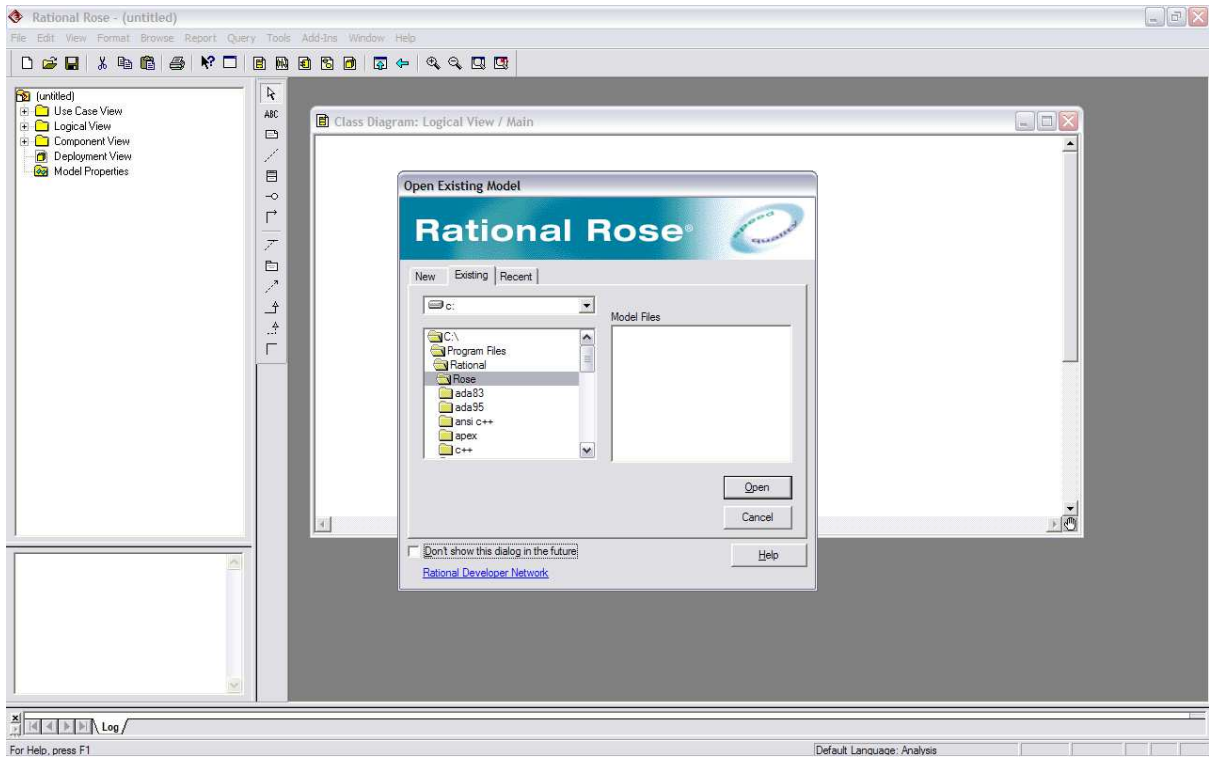 Rational Rose - (untitled)
File Edit View Format Browse Report Query Tools Add-Ins Window Help
(untitled)
Use Case View
Logical View
Component View
Deployment View
Model Properties
ABC
Class Diagram: Logical View / Main
Open Existing Model
Rational Rose®
speed
quality
New Existing Recent
c:
Model Files
C:\
Program Files
Rational
Rose
ada83
ada95
ansi c++
apex
c++
Open
Cancel
Don't show this dialog in the future
Help
Rational Developer Network
Log
For Help, press F1
Default Language: Analysis